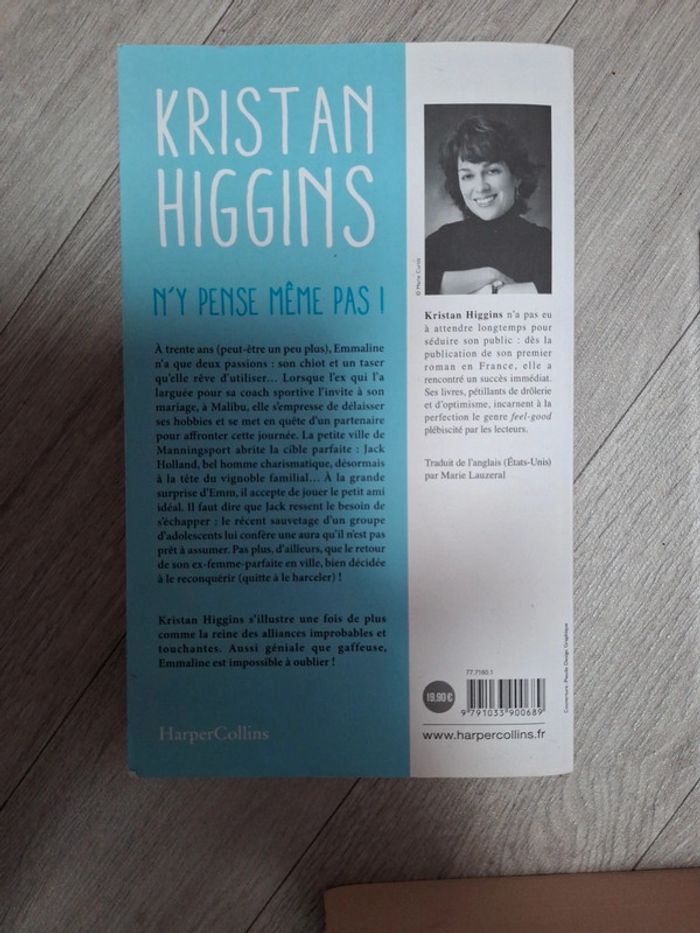 KRISTAN
HIGGINS
N'Y PENSE MÊME PAS !
À trente ans (peut-être un peu plus), Emmaline
n'a que deux passions : son chiot et un taser
qu'elle rêve d'utiliser… Lorsque l'ex qui l'a
larguée pour sa coach sportive l'invite à son
mariage, à Malibu, elle s'empresse de délaisser
ses hobbies et se met en quête d'un partenaire
pour affronter cette journée. La petite ville de
Manningsport abrite la cible parfaite : Jack
Holland, bel homme charismatique, désormais
à la tête du vignoble familial… À la grande
surprise d'Emm, il accepte de jouer le petit ami
idéal. Il faut dire que Jack ressent le besoin de
s'échapper : le récent sauvetage d'un groupe
d'adolescents lui confère une aura qu'il n'est pas
prêt à assumer. Pas plus, d'ailleurs, que le retour
de son ex-femme-parfaite en ville, bien décidée
à le reconquérir (quitte à le harceler) !
Kristan Higgins s'illustre une fois de plus
comme la reine des alliances improbables et
touchantes. Aussi géniale que gaffeuse,
Emmaline est impossible à oublier !
HarperCollins
© Marie Curtis
Kristan Higgins n'a pas eu
à attendre longtemps pour
séduire son public : dès la
publication de son premier
roman en France, elle a
rencontré un succès immédiat.
Ses livres, pétillants de drôlerie
et d'optimisme, incarnent à la
perfection le genre feel-good
plébiscité par les lecteurs.
Traduit de l'anglais (États-Unis)
par Marie Lauzeral
77.7160.1
19,90 €
9 791033 900689
www.harpercollins.fr
Couverture : Piaude Design Graphique